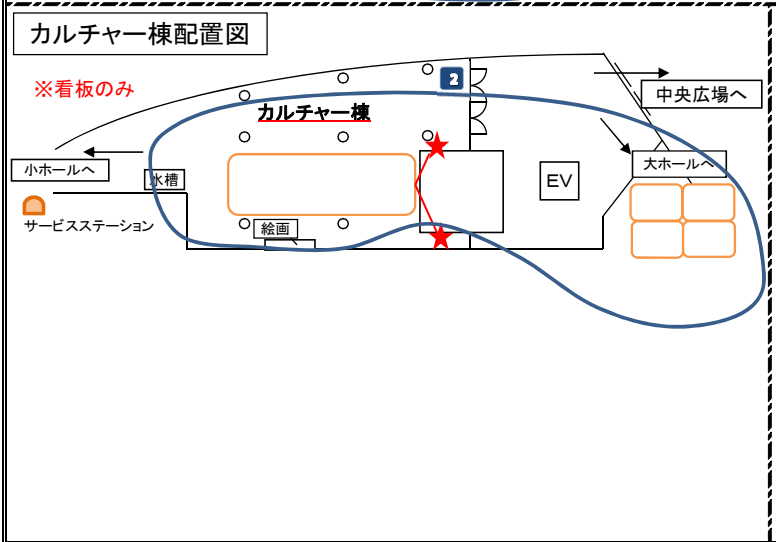 カルチャー棟配置図
※看板のみ
2
中央広場へ
カルチャー棟
小ホールへ
大ホールへ
水槽
EV
サービスステーション
絵画